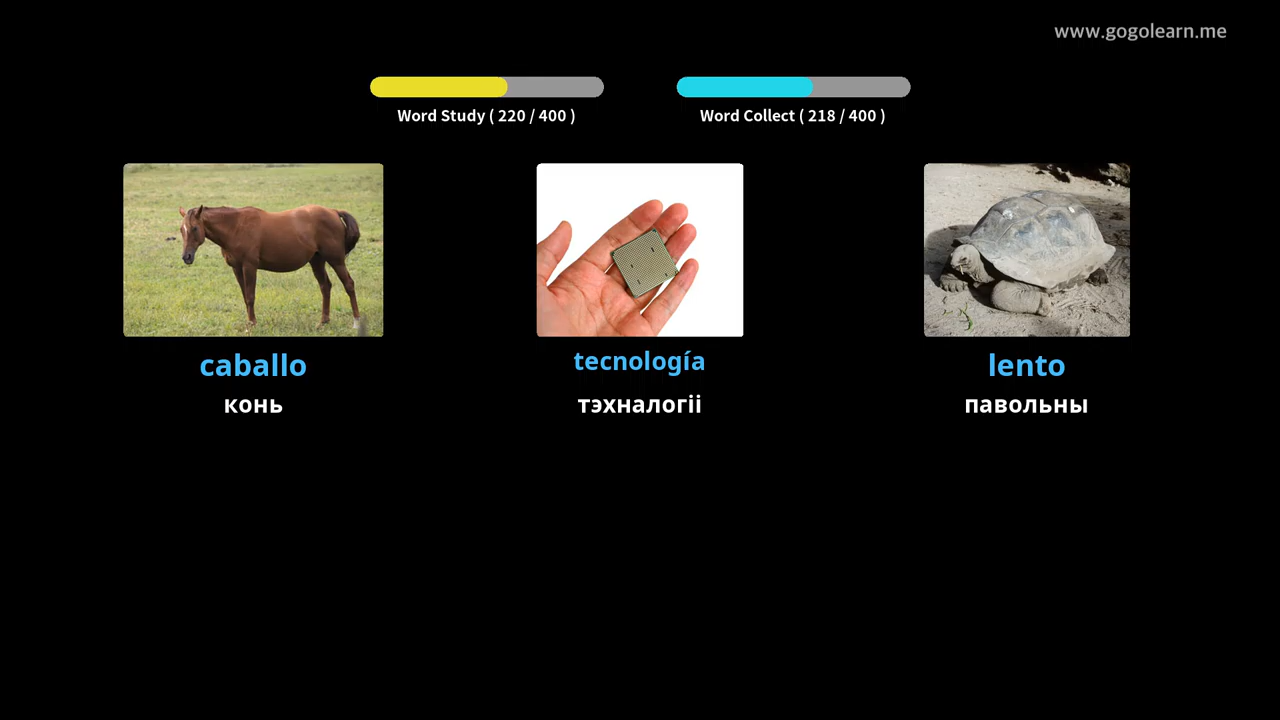 www.gogolearn.me
Word Study ( 220 / 400 )
Word Collect ( 218 / 400 )
caballo
tecnología
lento
конь
тэхналогіі
павольны